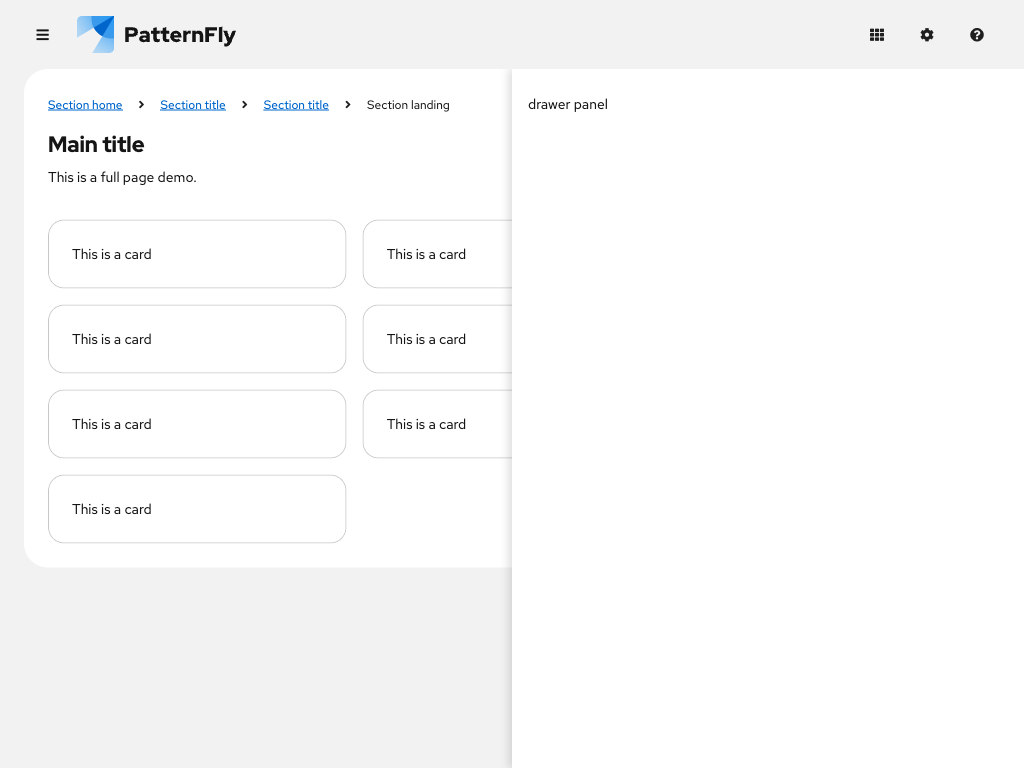 PatternFly
Section home Section title Section title Section landing
drawer panel
Main title
This is a full page demo.
This is a card This is a card
This is a card This is a card
This is a card This is a card
This is a card